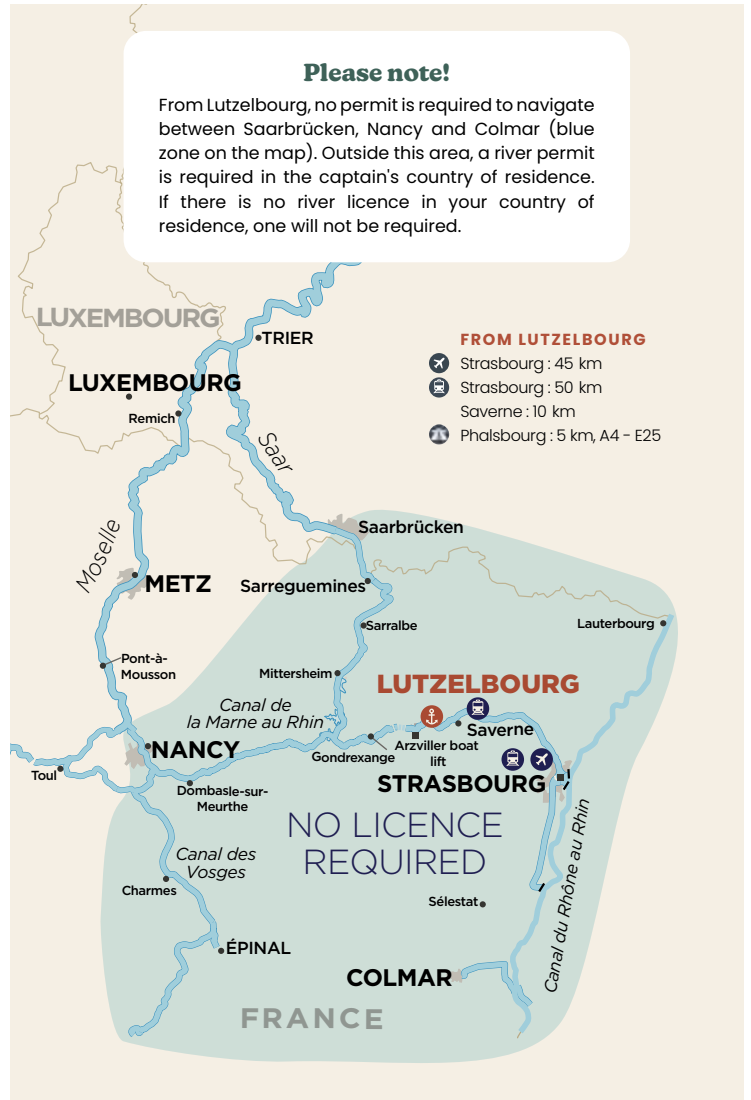 Please note!
From Lutzelbourg, no permit is required to navigate
between Saarbrücken, Nancy and Colmar (blue
zone on the map). Outside this area, a river permit
is required in the captain's country of residence.
If there is no river licence in your country of
residence, one will not be required.
LUXEMBOURG
TRIER
FROM LUTZELBOURG
Strasbourg : 45 km
Strasbourg : 50 km
Saverne : 10 km
Phalsbourg : 5 km, A4 - E25
LUXEMBOURG
Remich
Saar
Moselle
Saarbrücken
METZ
Sarreguemines
Sarralbe
Lauterbourg
Pont-à-
Mousson
Mittersheim
LUTZELBOURG
Canal de
la Marne au Rhin
Saverne
NANCY
Gondrexange
Arzviller boat
lift
Toul
STRASBOURG
Dombasle-sur-
Meurthe
NO LICENCE
REQUIRED
Canal des
Vosges
Charmes
Sélestat
Canal du Rhône au Rhin
ÉPINAL
COLMAR
FRANCE